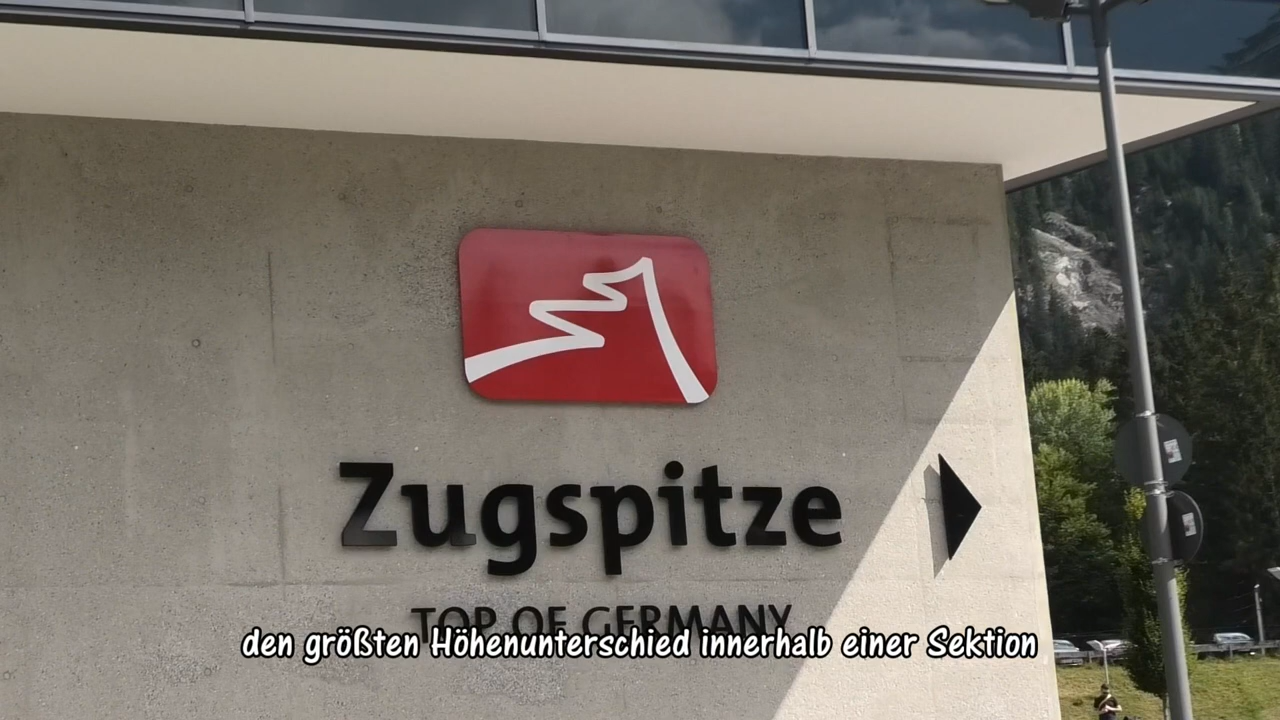 Zugspitze
TOP OF GERMANY
den größten Höhenunterschied innerhalb einer Sektion